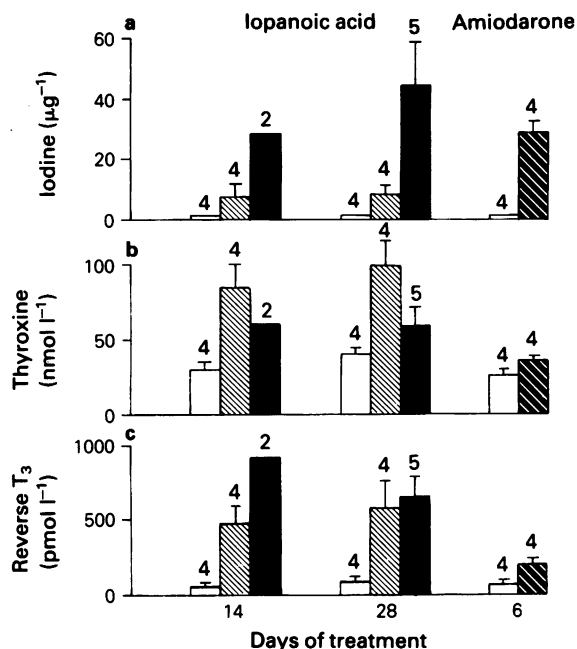 a
Iopanoic acid Amiodarone
Iodine (μg⁻¹)
60
40
20
0
4 4 2 4 4 5 4 4
b
Thyroxine
(nmol l⁻¹)
100
50
0
4 4 2 4 4 5 4 4
c
Reverse T₃
(pmol l⁻¹)
1000
500
0
4 4 2 4 4 5 4 4
14 28 6
Days of treatment